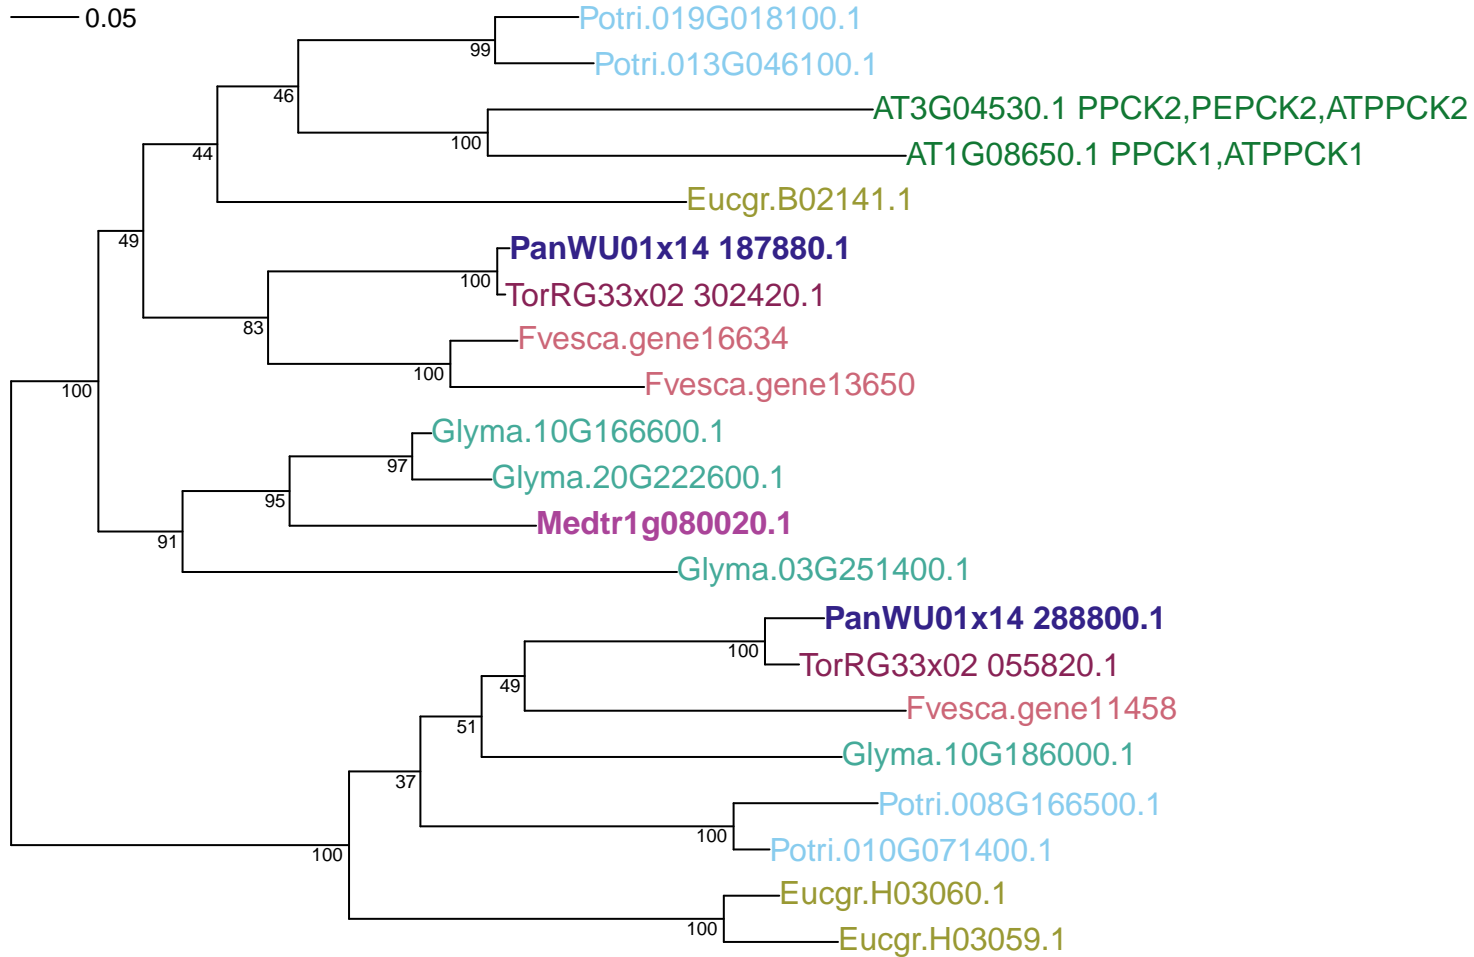 0.05
Potri.019G018100.1
99
Potri.013G046100.1
46
AT3G04530.1 PPCK2,PEPCK2,ATPPCK2
100
AT1G08650.1 PPCK1,ATPPCK1
44
Eucgr.B02141.1
49
PanWU01x14 187880.1
100
TorRG33x02 302420.1
83
Fvesca.gene16634
100
Fvesca.gene13650
100
Glyma.10G166600.1
97
Glyma.20G222600.1
95
Medtr1g080020.1
91
Glyma.03G251400.1
PanWU01x14 288800.1
100
TorRG33x02 055820.1
49
Fvesca.gene11458
51
Glyma.10G186000.1
37
Potri.008G166500.1
100
Potri.010G071400.1
100
Eucgr.H03060.1
100
Eucgr.H03059.1